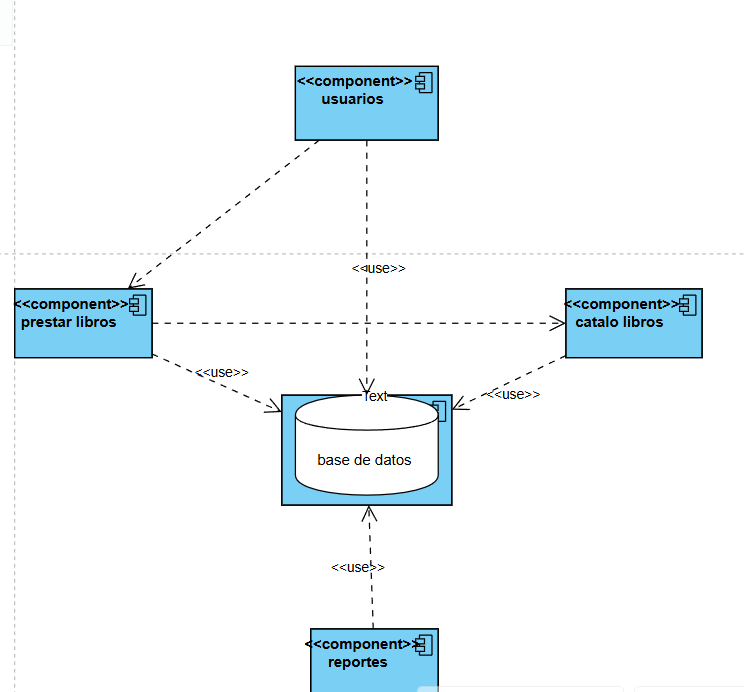 <<component>>
usuarios
<<use>>
<<component>>
prestar libros
<<component>>
catalo libros
<<use>>
<<use>>
Text
base de datos
<<use>>
<<component>>
reportes